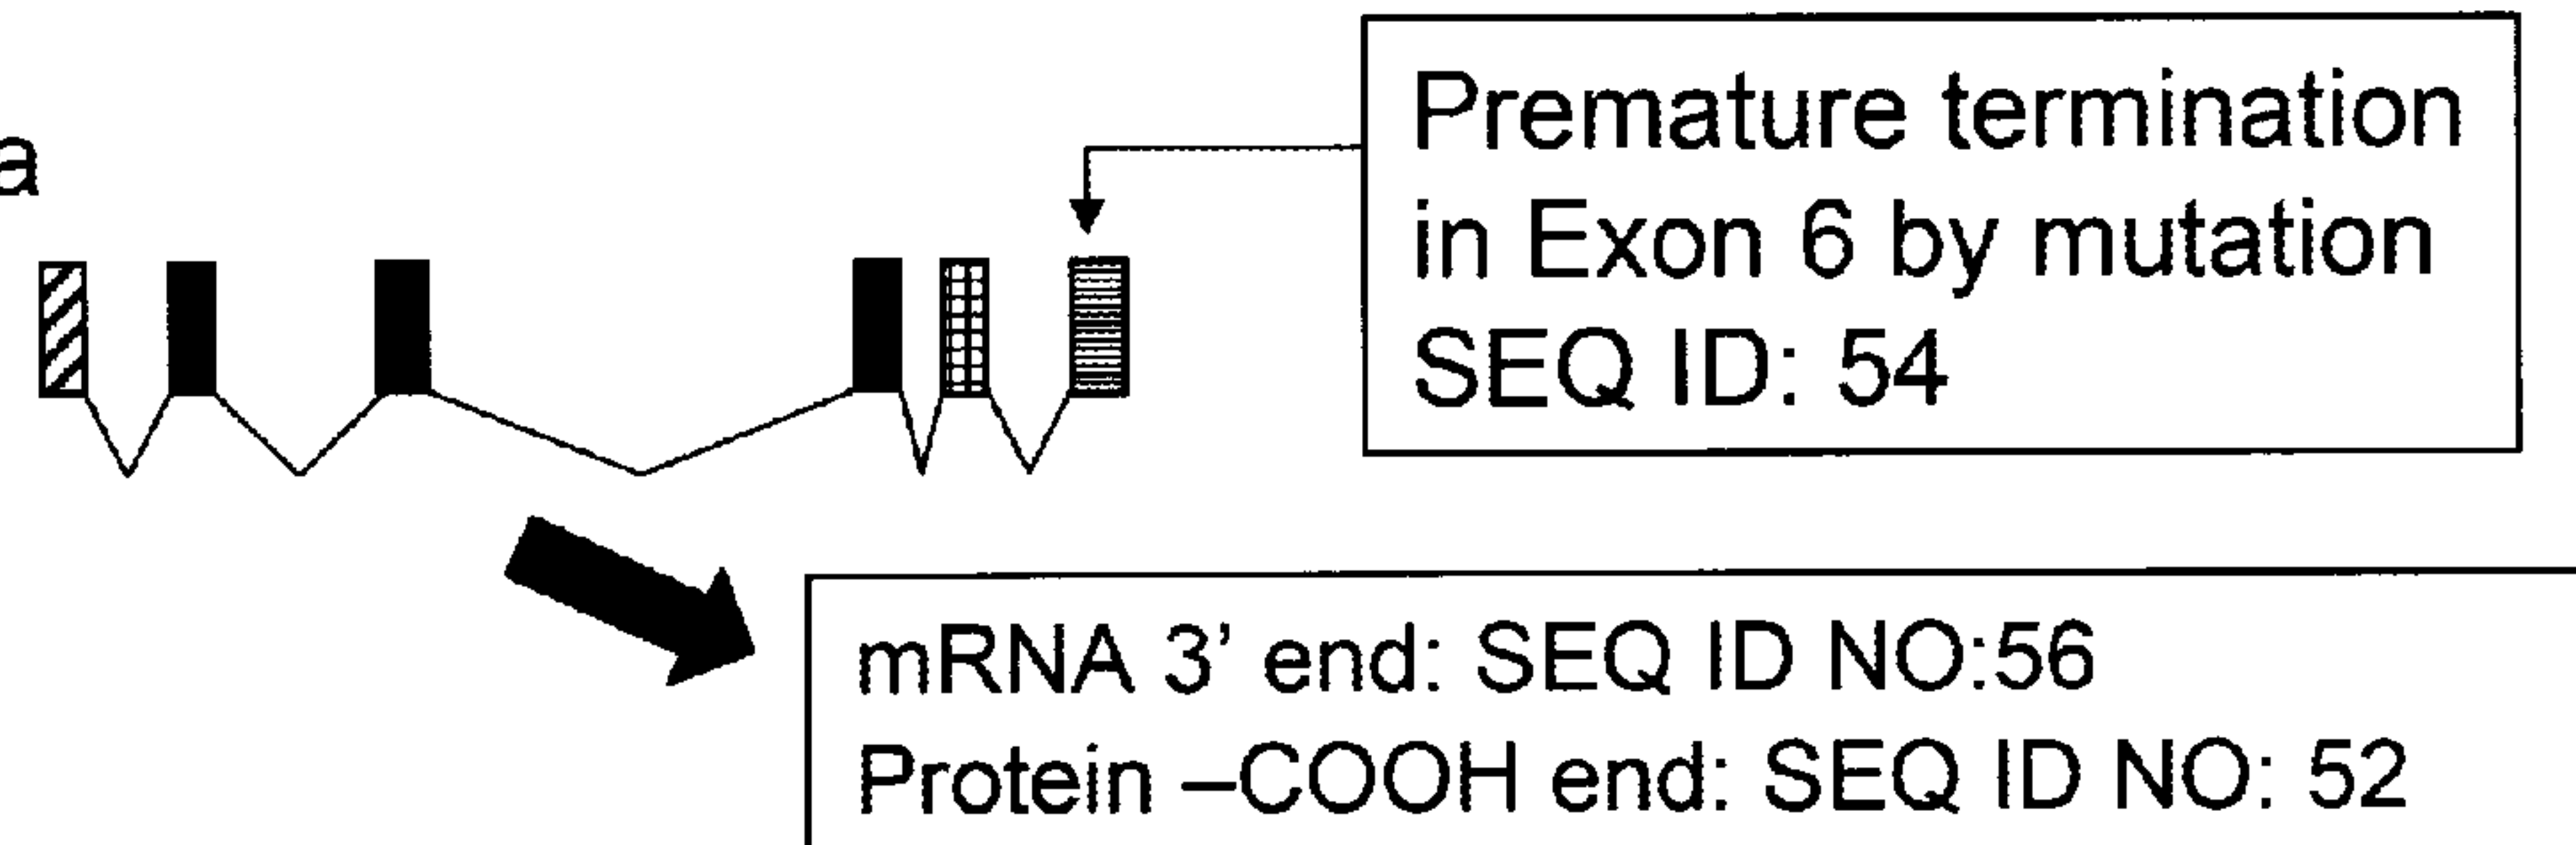 a
Premature termination
in Exon 6 by mutation
SEQ ID: 54
mRNA 3’ end: SEQ ID NO:56
Protein –COOH end: SEQ ID NO: 52